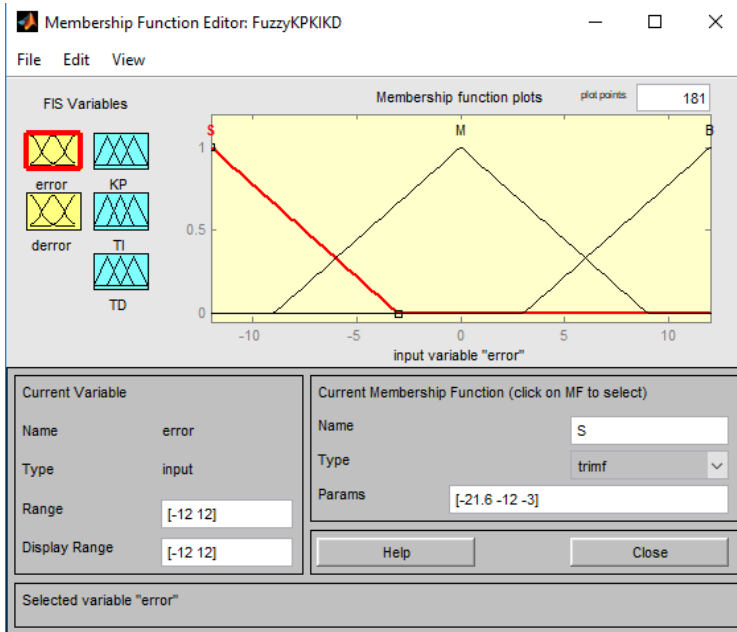 Membership Function Editor: FuzzyKPKIKD
File Edit View
FIS Variables
Membership function plots
plot points:
181
error
KP
derror
TI
TD
S
M
B
1
0.5
0
-10
-5
0
5
10
input variable "error"
Current Variable
Name
error
Type
input
Range
[-12 12]
Display Range
[-12 12]
Current Membership Function (click on MF to select)
Name
S
Type
trimf
Params
[-21.6 -12 -3]
Help
Close
Selected variable "error"